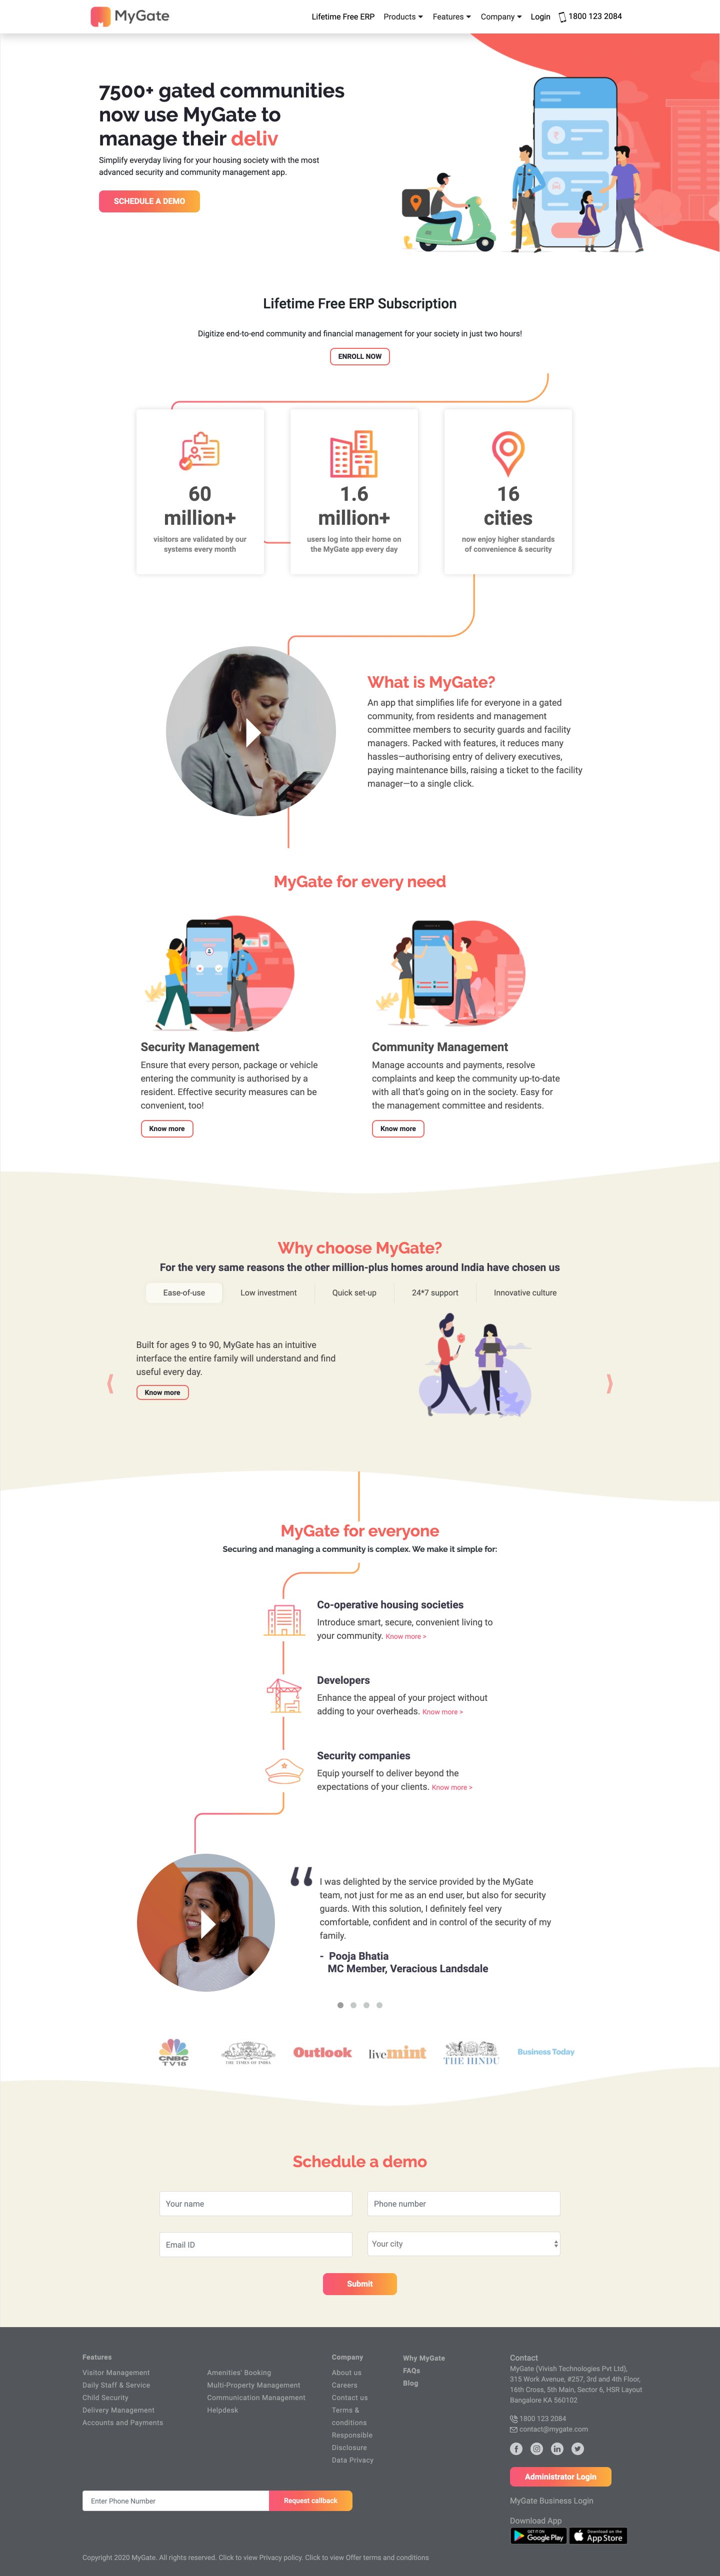 MyGate
Lifetime Free ERP Products Features Company Login 1800 123 2084
7500+ gated communities
now use MyGate to
manage their deliv
Simplify everyday living for your housing society with the most
advanced security and community management app.
SCHEDULE A DEMO
Lifetime Free ERP Subscription
Digitize end-to-end community and financial management for your society in just two hours!
ENROLL NOW
60
million+
visitors are validated by our
systems every month
1.6
million+
users log into their home on
the MyGate app every day
16
cities
now enjoy higher standards
of convenience & security
What is MyGate?
An app that simplifies life for everyone in a gated
community, from residents and management
committee members to security guards and facility
managers. Packed with features, it reduces many
hassles—authorising entry of delivery executives,
paying maintenance bills, raising a ticket to the facility
manager—to a single click.
MyGate for every need
Security Management
Ensure that every person, package or vehicle
entering the community is authorised by a
resident. Effective security measures can be
convenient, too!
Know more
Community Management
Manage accounts and payments, resolve
complaints and keep the community up-to-date
with all that's going on in the society. Easy for
the management committee and residents.
Know more
Why choose MyGate?
For the very same reasons the other million-plus homes around India have chosen us
Ease-of-use Low investment Quick set-up 24*7 support Innovative culture
Built for ages 9 to 90, MyGate has an intuitive
interface the entire family will understand and find
useful every day.
Know more
MyGate for everyone
Securing and managing a community is complex. We make it simple for:
Co-operative housing societies
Introduce smart, secure, convenient living to
your community. Know more >
Developers
Enhance the appeal of your project without
adding to your overheads. Know more >
Security companies
Equip yourself to deliver beyond the
expectations of your clients. Know more >
“ I was delighted by the service provided by the MyGate
team, not just for me as an end user, but also for security
guards. With this solution, I definitely feel very
comfortable, confident and in control of the security of my
family.
- Pooja Bhatia
MC Member, Veracious Landsdale
CNBC
TV18
THE TIMES OF INDIA
Outlook
livemint
THE HINDU
Business Today
Schedule a demo
Your name
Phone number
Email ID
Your city
Submit
Features
Visitor Management
Daily Staff & Service
Child Security
Delivery Management
Accounts and Payments
Amenities' Booking
Multi-Property Management
Communication Management
Helpdesk
Company
About us
Careers
Contact us
Terms &
conditions
Responsible
Disclosure
Data Privacy
Why MyGate
FAQs
Blog
Contact
MyGate (Vivish Technologies Pvt Ltd),
315 Work Avenue, #257, 3rd and 4th Floor,
16th Cross, 5th Main, Sector 6, HSR Layout
Bangalore KA 560102
1800 123 2084
contact@mygate.com
Administrator Login
MyGate Business Login
Download App
GET IT ON
Google Play
Download on the
App Store
Enter Phone Number
Request callback
Copyright 2020 MyGate. All rights reserved. Click to view Privacy policy. Click to view Offer terms and conditions